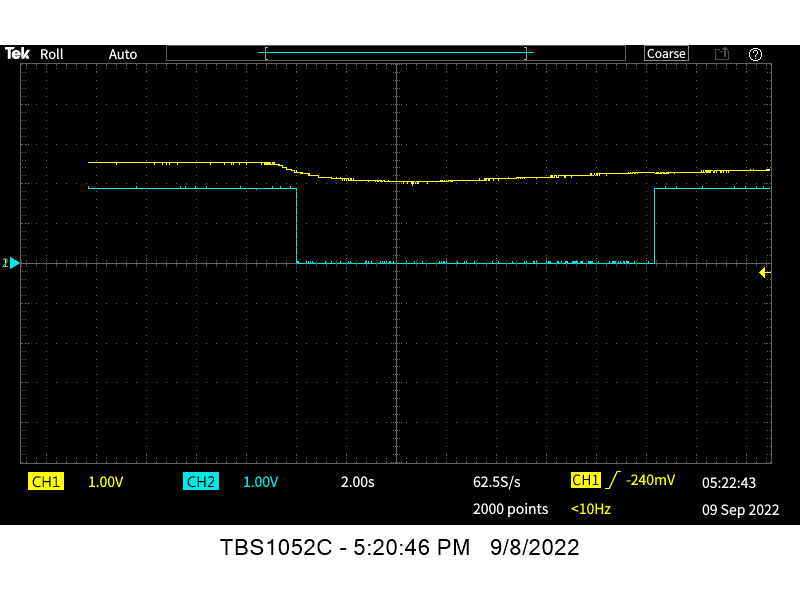 Tek Roll Auto Coarse
2
CH1 1.00V CH2 1.00V 2.00s 62.5S/s CH1 -240mV 05:22:43
2000 points <10Hz 09 Sep 2022
TBS1052C - 5:20:46 PM 9/8/2022